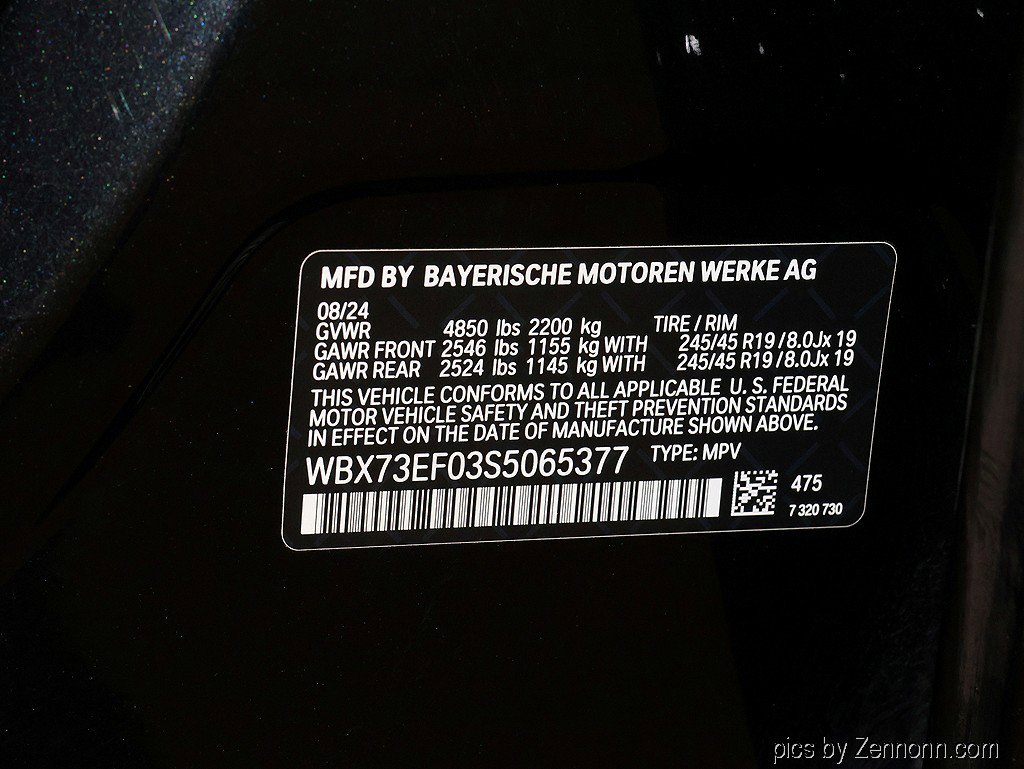 MFD BY BAYERISCHE MOTOREN WERKE AG
08/24
GVWR 4850 lbs 2200 kg TIRE / RIM
GAWR FRONT 2546 lbs 1155 kg WITH 245/45 R19 /8.0Jx 19
GAWR REAR 2524 lbs 1145 kg WITH 245/45 R19 /8.0Jx 19
THIS VEHICLE CONFORMS TO ALL APPLICABLE U. S. FEDERAL
MOTOR VEHICLE SAFETY AND THEFT PREVENTION STANDARDS
IN EFFECT ON THE DATE OF MANUFACTURE SHOWN ABOVE.
WBX73EF03S5065377 TYPE: MPV
475
7 320 730
pics by Zennonn.com